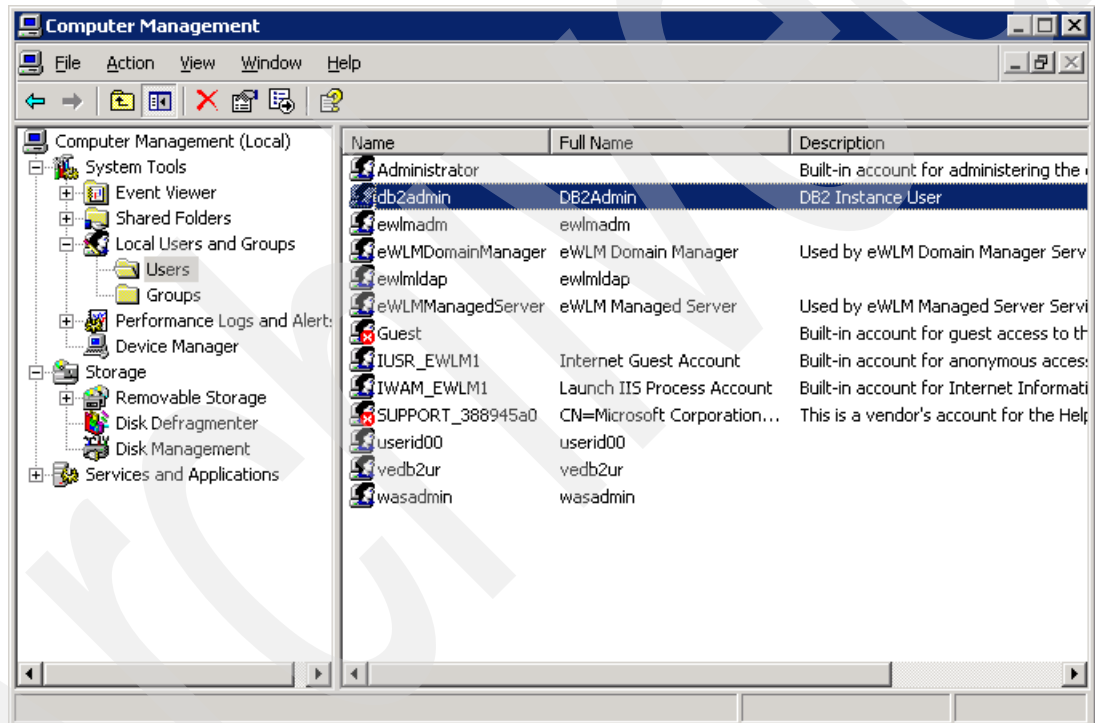 Computer Management
File Action View Window Help
Computer Management (Local)
System Tools
Event Viewer
Shared Folders
Local Users and Groups
Users
Groups
Performance Logs and Alert
Device Manager
Storage
Removable Storage
Disk Defragmenter
Disk Management
Services and Applications
Name Full Name Description
Administrator Built-in account for administering the
db2admin DB2Admin DB2 Instance User
ewlmadm ewlmadm
eWLMDomainManager eWLM Domain Manager Used by eWLM Domain Manager Serv
ewlmldap ewlmldap
eWLMManagedServer eWLM Managed Server Used by eWLM Managed Server Servi
Guest Built-in account for guest access to th
IUSR_EWLM1 Internet Guest Account Built-in account for anonymous acces
IWAM_EWLM1 Launch IIS Process Account Built-in account for Internet Informati
SUPPORT_388945a0 CN=Microsoft Corporation... This is a vendor's account for the Help
userid00 userid00
vedb2ur vedb2ur
wasadmin wasadmin